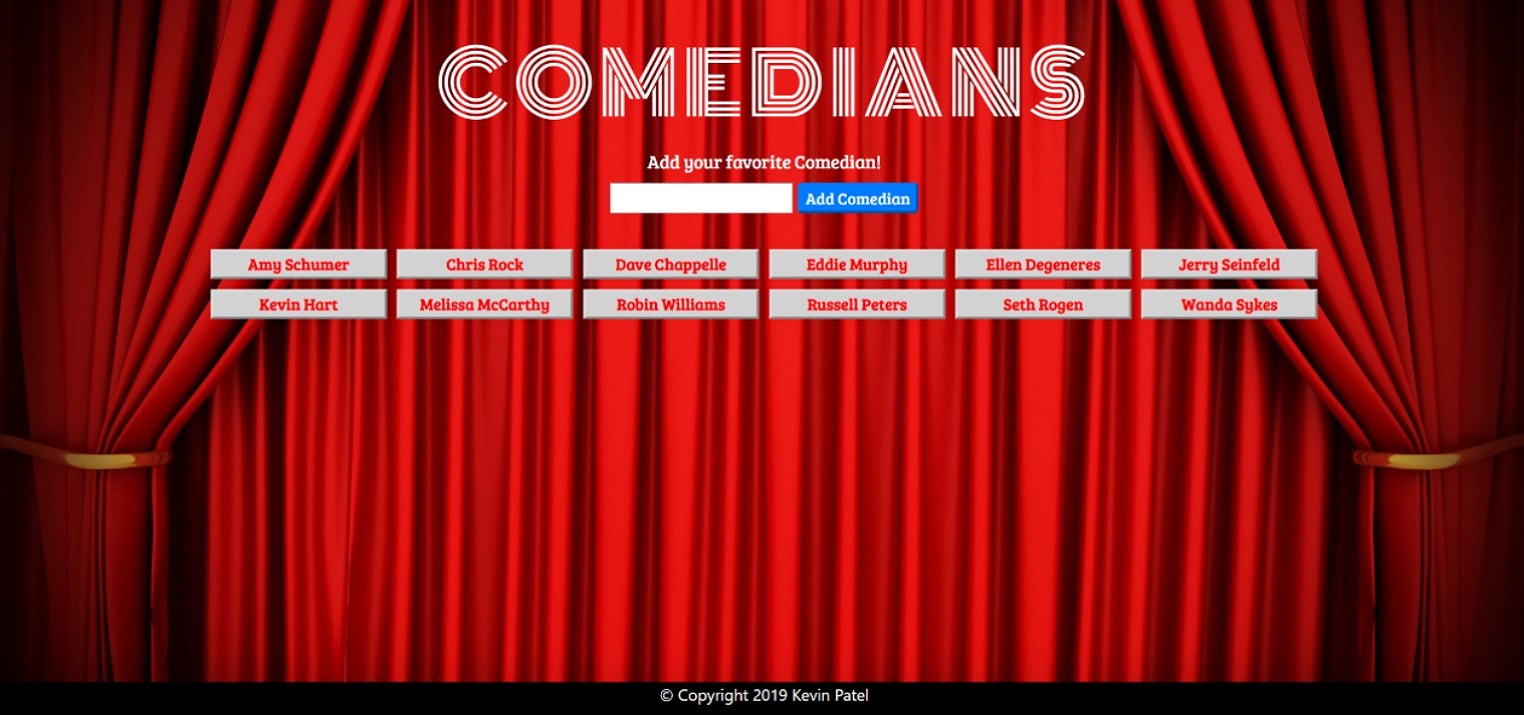 COMEDIANS
Add your favorite Comedian!
Add Comedian
Amy Schumer Chris Rock Dave Chappelle Eddie Murphy Ellen Degeneres Jerry Seinfeld
Kevin Hart Melissa McCarthy Robin Williams Russell Peters Seth Rogen Wanda Sykes
© Copyright 2019 Kevin Patel